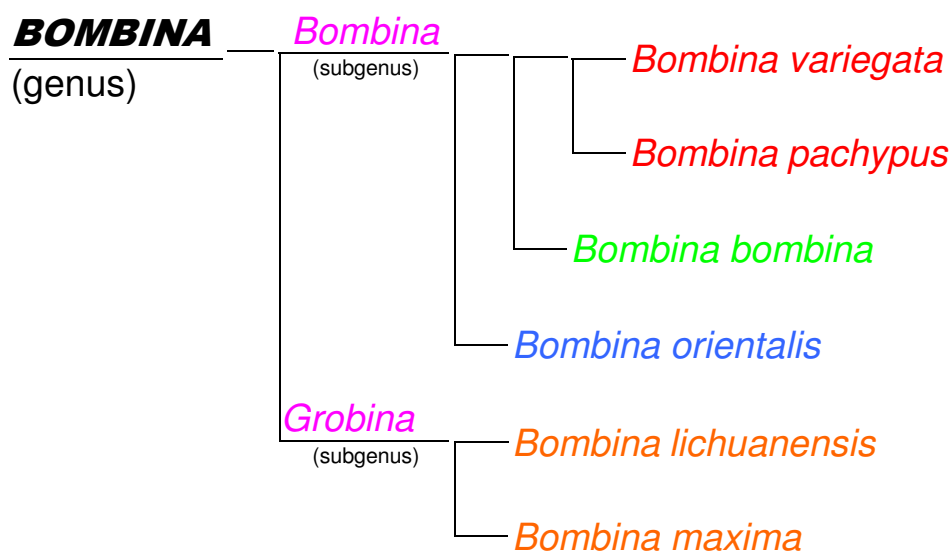 BOMBINA
(genus)
Bombina
(subgenus)
Bombina variegata
Bombina pachypus
Bombina bombina
Bombina orientalis
Grobina
(subgenus)
Bombina lichuanensis
Bombina maxima